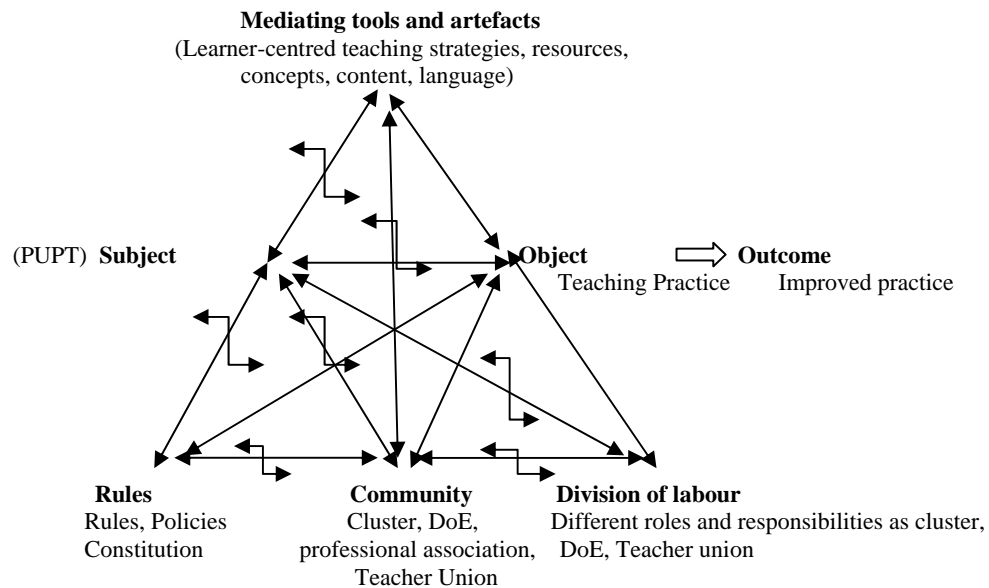 Mediating tools and artefacts
(Learner-centred teaching strategies, resources,
concepts, content, language)
(PUPT) Subject
Object
Outcome
Teaching Practice
Improved practice
Rules
Rules, Policies
Constitution
Community
Cluster, DoE,
professional association,
Teacher Union
Division of labour
Different roles and responsibilities as cluster,
DoE, Teacher union